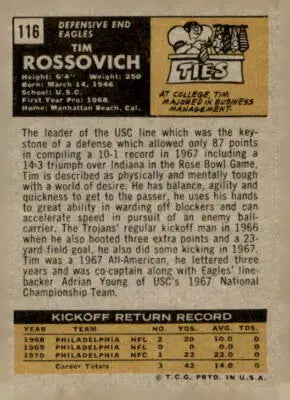 116
DEFENSIVE END
EAGLES
TIM
ROSSOVICH
Height: 6'4" Weight: 250
Born: March 14, 1946
School: U.S.C.
First Year Pro: 1968
Home: Manhattan Beach, Cal.
TIES
AT COLLEGE, TIM
MAJORED IN BUSINESS
MANAGEMENT.
The leader of the USC line which was the key-
stone of a defense which allowed only 87 points
in compiling a 10-1 record in 1967 including a
14-3 triumph over Indiana in the Rose Bowl Game,
Tim is described as physically and mentally tough
with a world of desire. He has balance, agility and
quickness to get to the passer, he uses his hands
to great ability in warding off blockers and can
accelerate speed in pursuit of an enemy ball-
carrier. The Trojans' regular kickoff man in 1966
when he also booted three extra points and a 23-
yard field goal, he also did some kicking in 1967.
Tim was a 1967 All-American, he lettered three
years and was co-captain along with Eagles' line-
backer Adrian Young of USC's 1967 National
Championship Team.
KICKOFF RETURN RECORD
YEAR TEAM NO. YDS. AVG. TDS.
1968 PHILADELPHIA NFL 2 20 10.0 0
1969 PHILADELPHIA NFL 0 0 0.0 0
1970 PHILADELPHIA NFC 1 22 22.0 0
Career Totals 3 42 14.0 0
© T.C.G. PRTD. IN U.S.A.